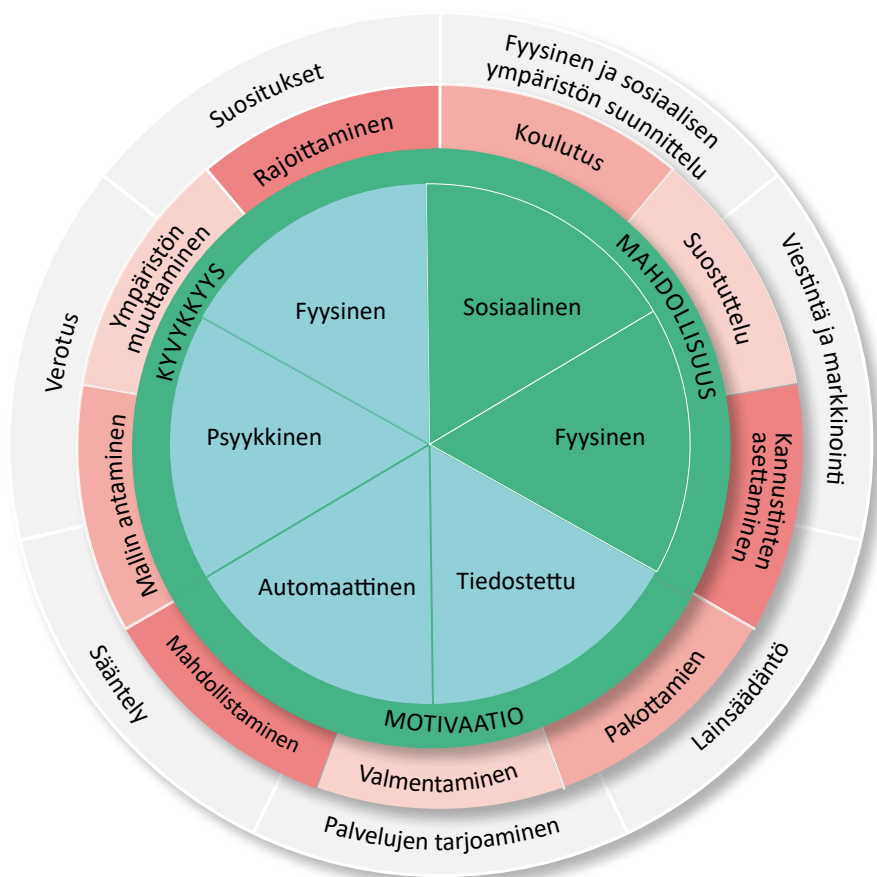 Fyysinen ja sosiaalisen
ympäristön suunnittelu
Viestintä ja markkinointi
Lainsäädäntö
Palvelujen tarjoaminen
Sääntely
Verotus
Suositukset
Koulutus
Suostuttelu
Kannustinten
asettaminen
Pakottamien
Valmentaminen
Mahdollistaminen
Mallin antaminen
Ympäristön
muuttaminen
Rajoittaminen
MAHDOLLISUUS
MOTIVAATIO
KYVYKKYYS
Sosiaalinen
Fyysinen
Tiedostettu
Automaattinen
Psyykkinen
Fyysinen